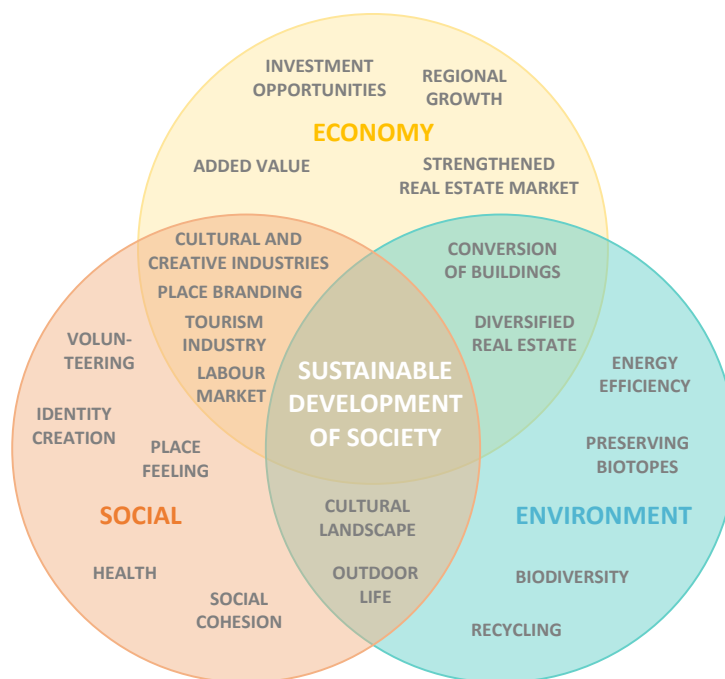 INVESTMENT
OPPORTUNITIES
REGIONAL
GROWTH
ECONOMY
ADDED VALUE
STRENGTHENED
REAL ESTATE MARKET
CULTURAL AND
CREATIVE INDUSTRIES
PLACE BRANDING
TOURISM
INDUSTRY
LABOUR
MARKET
CONVERSION
OF BUILDINGS
DIVERSIFIED
REAL ESTATE
VOLUN-
TEERING
IDENTITY
CREATION
PLACE
FEELING
SUSTAINABLE
DEVELOPMENT
OF SOCIETY
ENERGY
EFFICIENCY
PRESERVING
BIOTOPES
SOCIAL
CULTURAL
LANDSCAPE
ENVIRONMENT
HEALTH
SOCIAL
COHESION
OUTDOOR
LIFE
BIODIVERSITY
RECYCLING